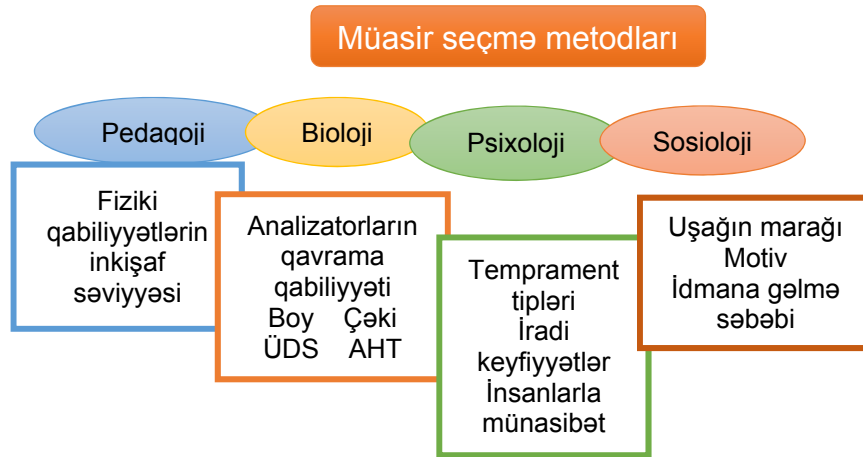 Müasir seçmə metodları
Pedaqoji
Bioloji
Psixoloji
Sosioloji
Fiziki
qabiliyyətlərin
inkişaf
səviyyəsi
Analizatorların
qavrama
qabiliyyəti
Boy Çəki
ÜDS AHT
Temprament
tipləri
İradi
keyfiyyətlər
İnsanlarla
münasibət
Uşağın marağı
Motiv
İdmana gəlmə
səbəbi